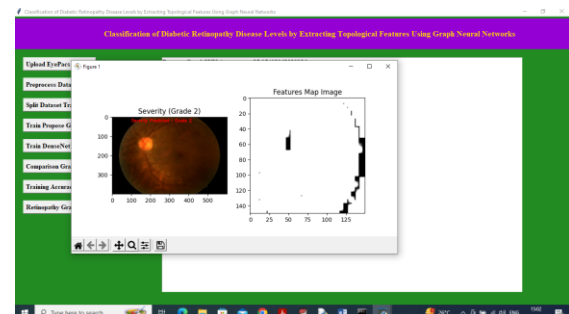 Classification of Diabetic Retinopathy Disease Levels by Extracting Topological Features Using Graph Neural Networks
Classification of Diabetic Retinopathy Disease Levels by Extracting Topological Features Using Graph Neural Networks
Upload EyePacs
Preprocess Data
Split Dataset Tr
Train Propose G
Train DenseNet
Comparison Gra
Training Accura
Retinopathy Gra
Figure 1
Severity (Grade 2)
0
100
200
300
0 100 200 300 400 500
Features Map Image
0
20
40
60
80
100
120
140
0 25 50 75 100 125
Type here to search
26°C
ENG
1502